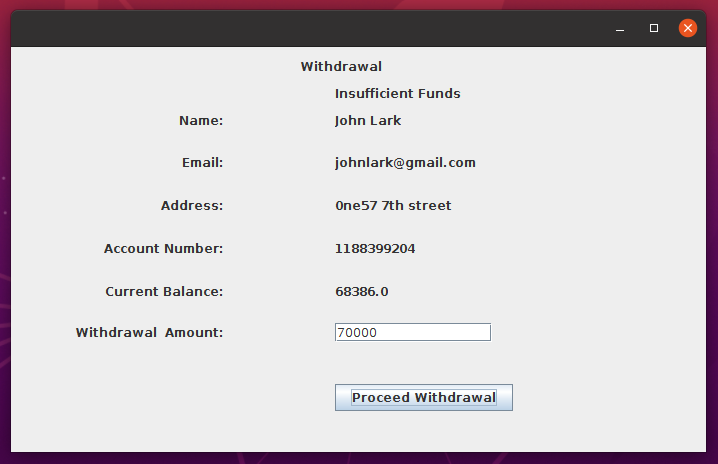 Withdrawal
Insufficient Funds
Name: John Lark
Email: johnlark@gmail.com
Address: 0ne57 7th street
Account Number: 1188399204
Current Balance: 68386.0
Withdrawal Amount: 70000
Proceed Withdrawal